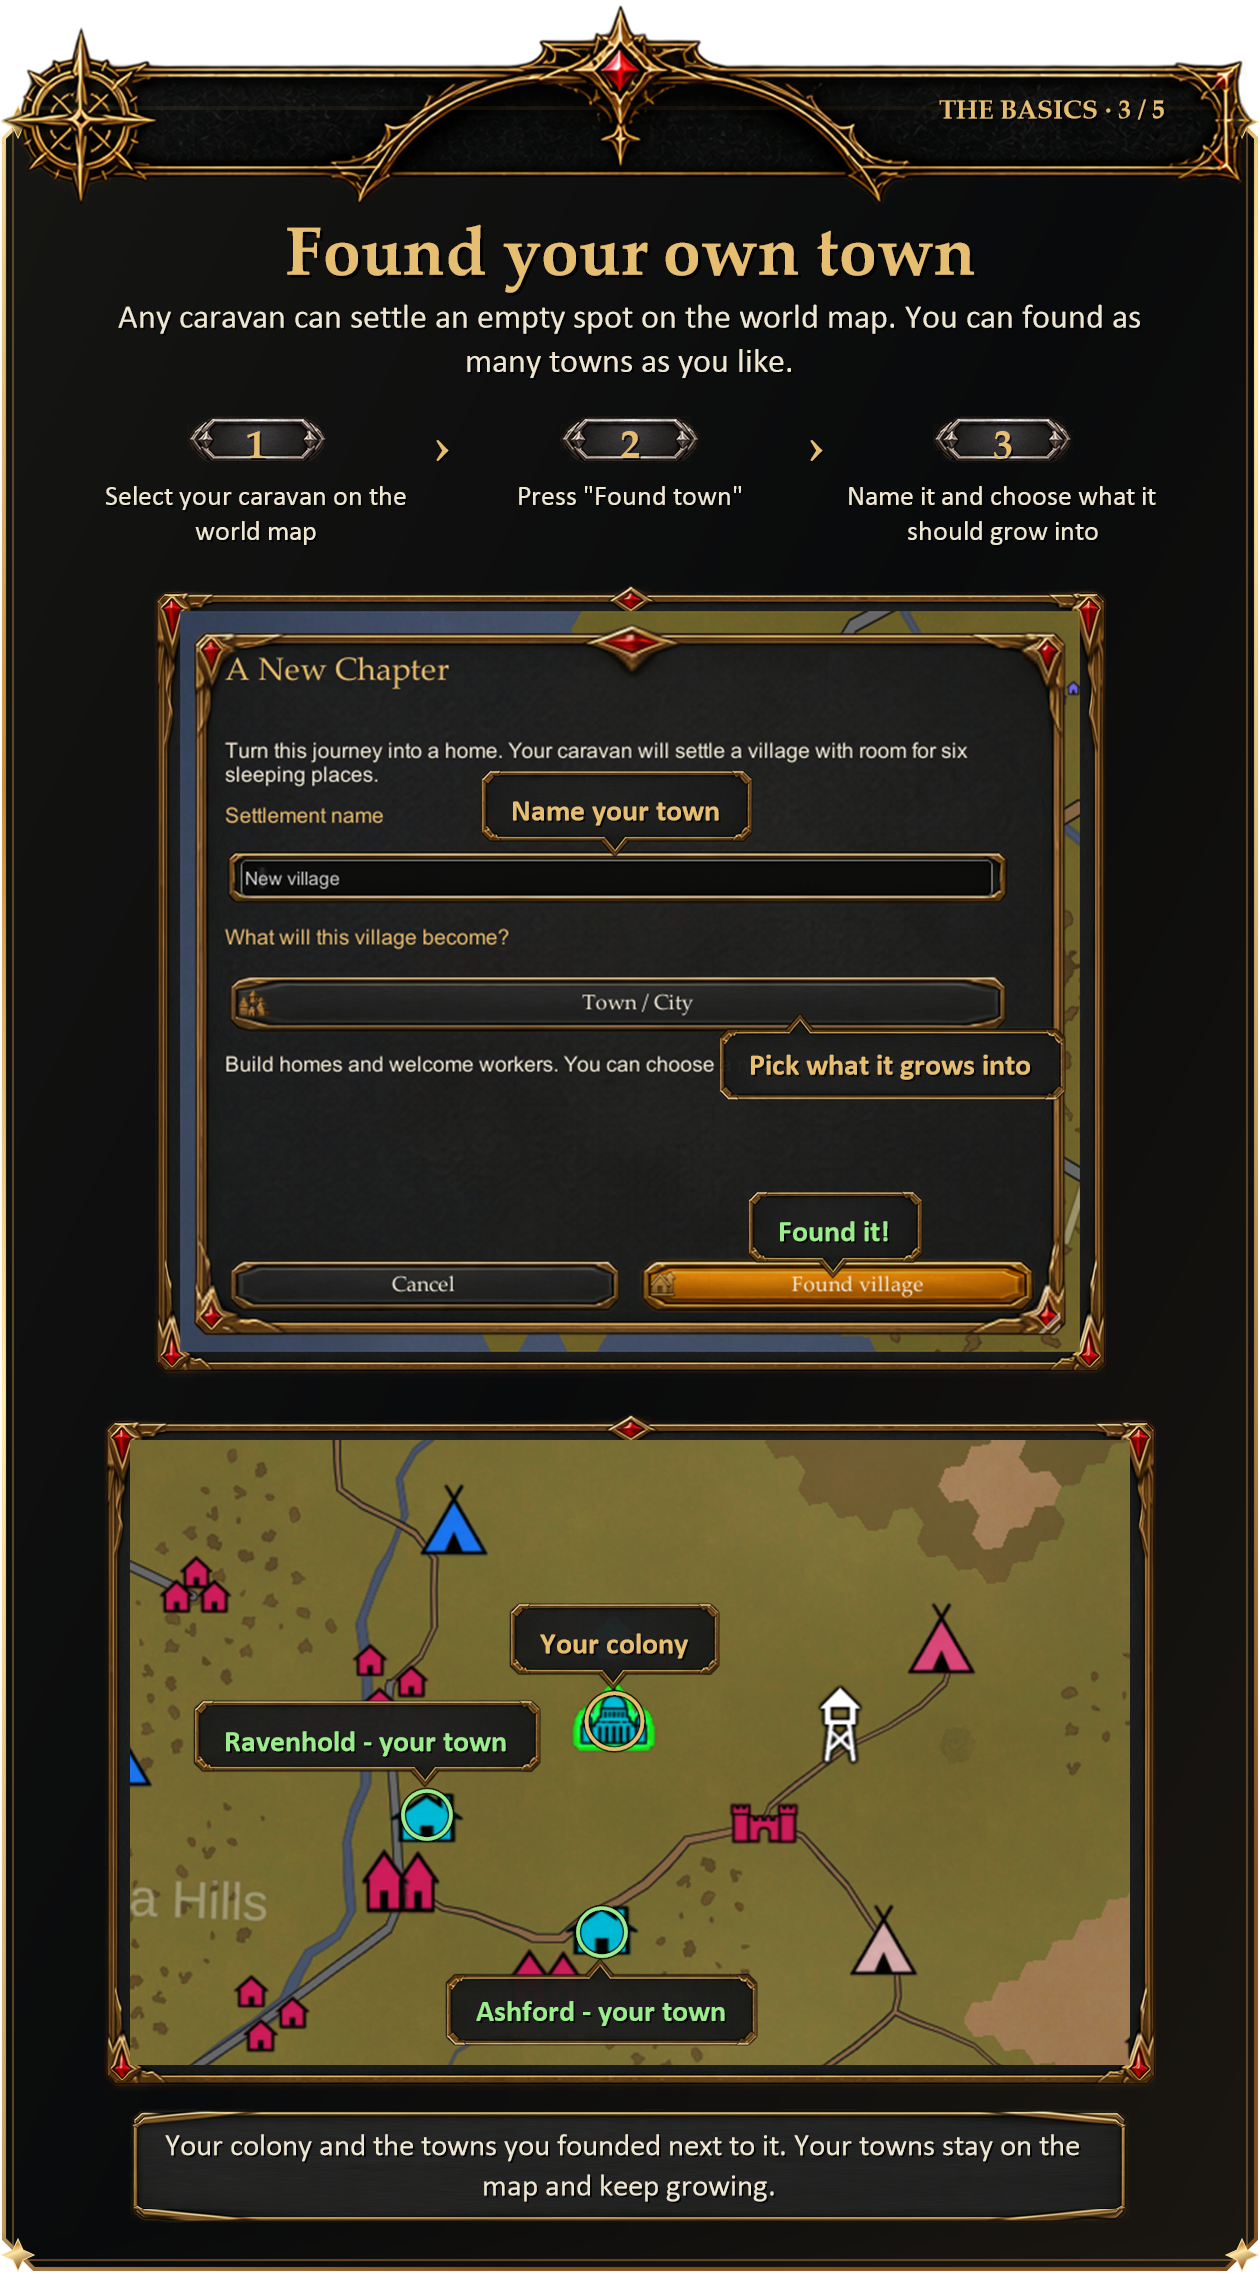 THE BASICS · 3 / 5
Found your own town
Any caravan can settle an empty spot on the world map. You can found as
many towns as you like.
1
›
2
›
3
Select your caravan on the
world map
Press "Found town"
Name it and choose what it
should grow into
A New Chapter
Turn this journey into a home. Your caravan will settle a village with room for six
sleeping places.
Settlement name
Name your town
New village
What will this village become?
Town / City
Build homes and welcome workers. You can choose
Pick what it grows into
Found it!
Cancel
Found village
Your colony
Ravenhold - your town
a Hills
Ashford - your town
Your colony and the towns you founded next to it. Your towns stay on the
map and keep growing.